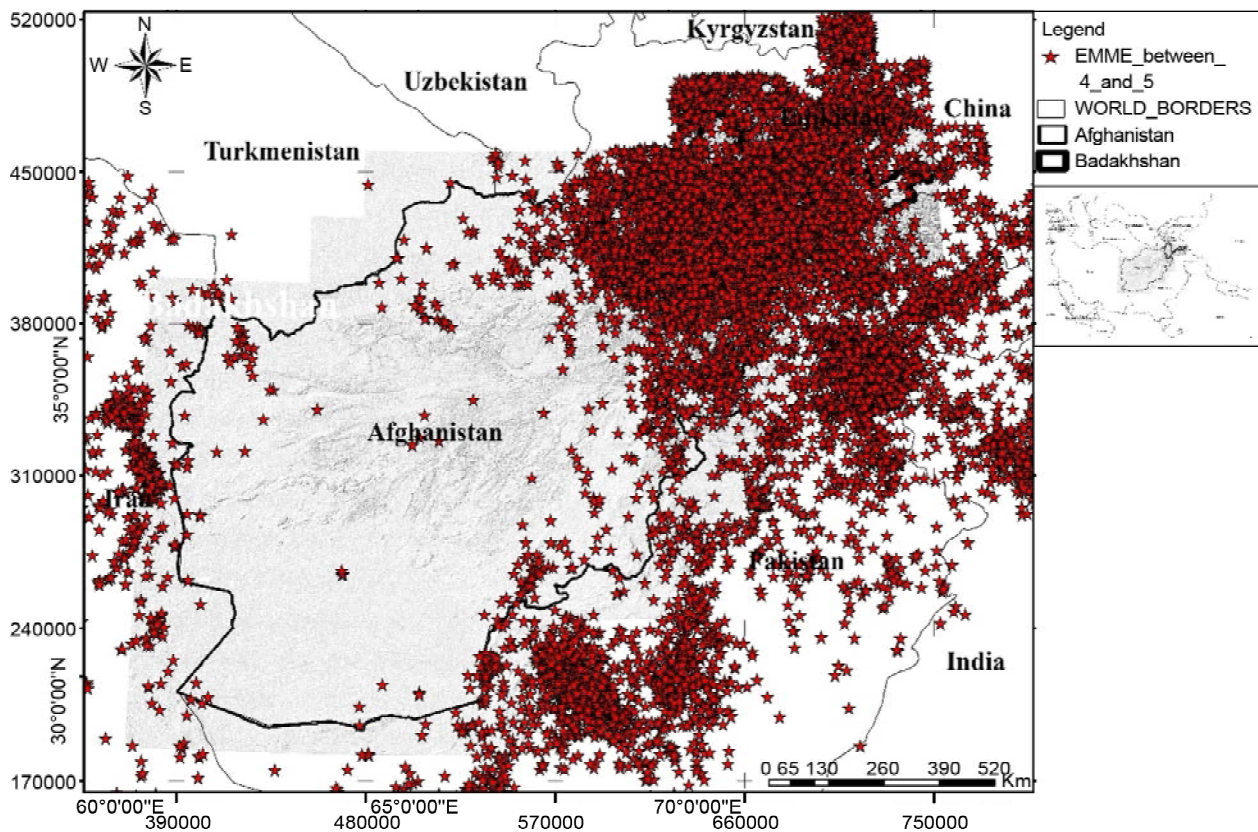 520000
450000
380000
35°0'0"N
310000
240000
30°0'0"N
170000
N
W E
S
Kyrgyzstan
Uzbekistan
China
Turkmenistan
Badakhshan
Afghanistan
Iran
Pakistan
India
0 65 130 260 390 520
Km
60°0'0"E 65°0'0"E 70°0'0"E
390000 480000 570000 660000 750000
Legend
EMME_between_
4_and_5
WORLD_BORDERS
Afghanistan
Badakhshan